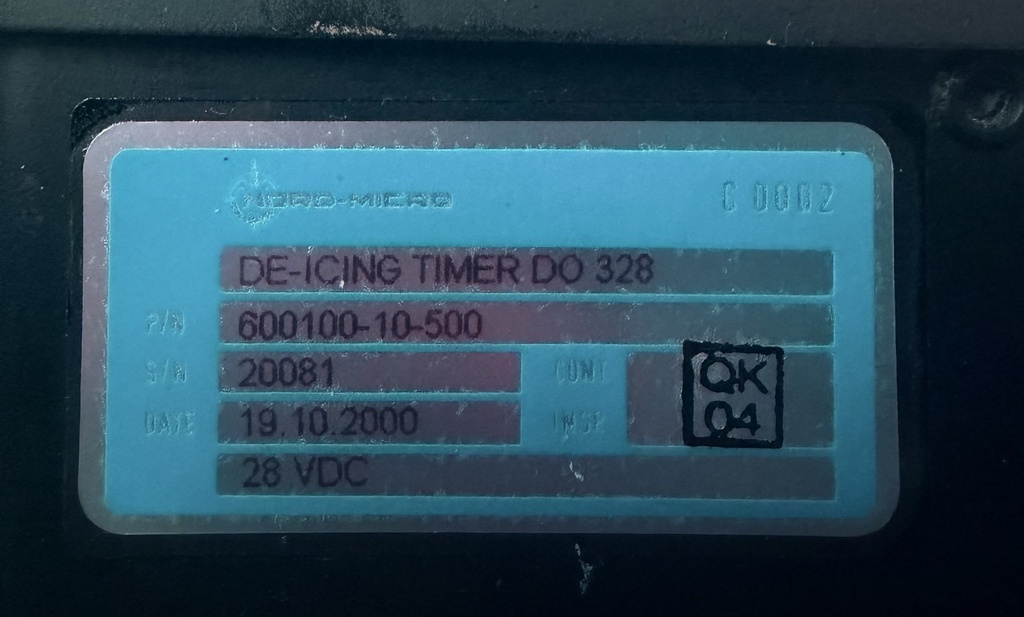 NORD-MICRO C 0002
DE-ICING TIMER DO 328
P/N 600100-10-500
S/N 20081 CONT
DATE 19.10.2000 INSP
QK
04
28 VDC